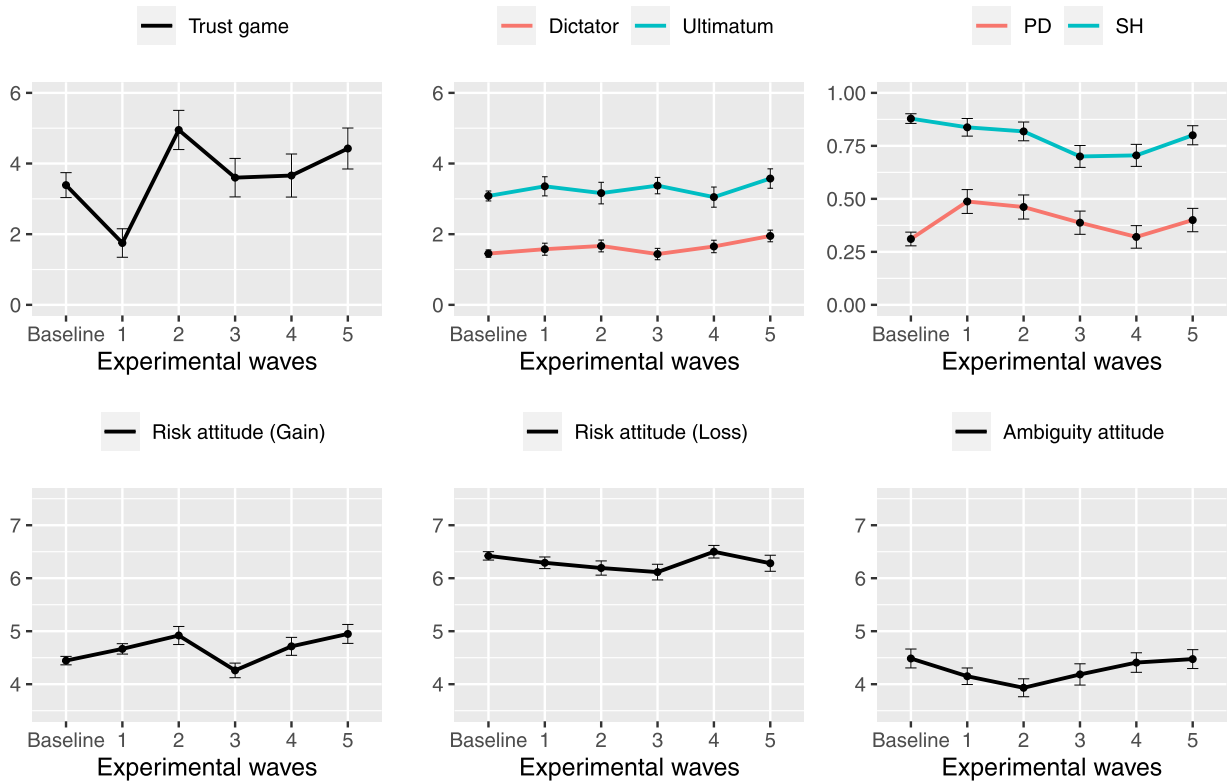 Trust game
Dictator Ultimatum
PD SH
6
4
2
0
Baseline 1 2 3 4 5
Experimental waves
6
4
2
0
Baseline 1 2 3 4 5
Experimental waves
1.00
0.75
0.50
0.25
0.00
Baseline 1 2 3 4 5
Experimental waves
Risk attitude (Gain)
Risk attitude (Loss)
Ambiguity attitude
7
6
5
4
Baseline 1 2 3 4 5
Experimental waves
7
6
5
4
Baseline 1 2 3 4 5
Experimental waves
7
6
5
4
Baseline 1 2 3 4 5
Experimental waves